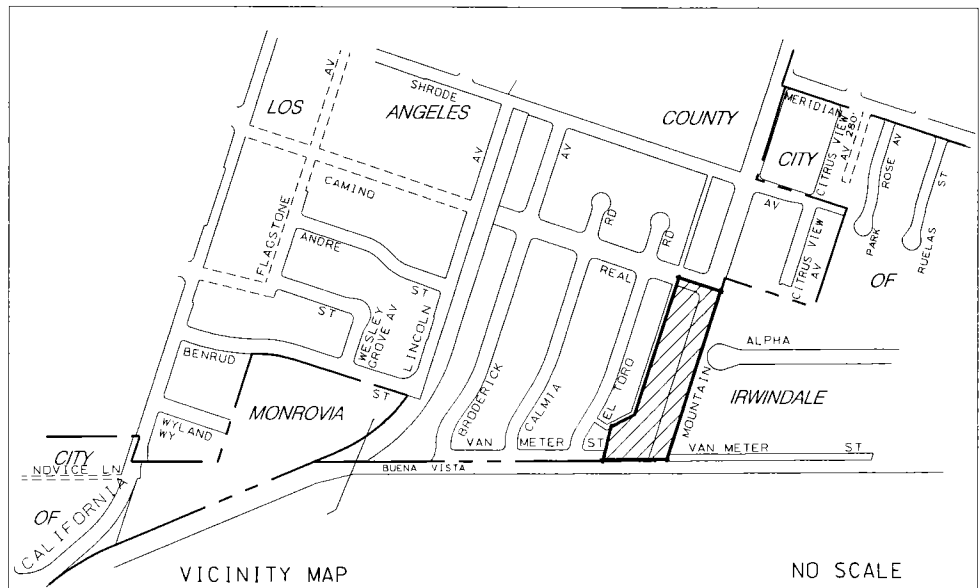 LOS
ANGELES
COUNTY
CITY
OF
IRWINDALE
AV
SHRODE
AV
AV
MERIDIAN
CITRUS VIEW
AV 280'
ROSE AV
PARK
ST
RUELAS
CAMINO
FLAGSTONE
ANDRE
ST
ST
RD
RD
REAL
AV
CITRUS VIEW
AV
WESLEY
GROVE AV
LINCOLN
BENRUD
ST
MONROVIA
WYLAND
WY
BRODERICK
CALMIA
EL TORO
MOUNTAIN
ALPHA
VAN
METER
ST
VAN METER
ST
BUENA VISTA
CITY
NOVICE LN
OF
CALIFORNIA
VICINITY MAP
NO SCALE